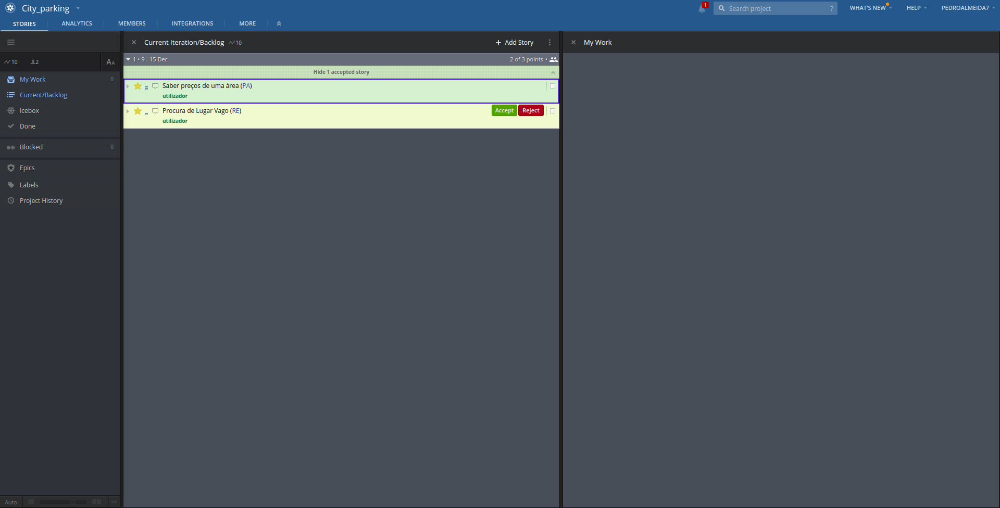 City_parking
1
Search project
?
WHAT'S NEW
HELP
PEDROALMEIDA7
STORIES
ANALYTICS
MEMBERS
INTEGRATIONS
MORE
10
2
AA
My Work
0
Current/Backlog
Icebox
Done
Blocked
0
Epics
Labels
Project History
Auto
Current Iteration/Backlog
10
+ Add Story
1 • 9 - 15 Dec
2 of 3 points •
Hide 1 accepted story
Saber preços de uma área (PA)
utilizador
Procura de Lugar Vago (RE)
Accept
Reject
utilizador
My Work